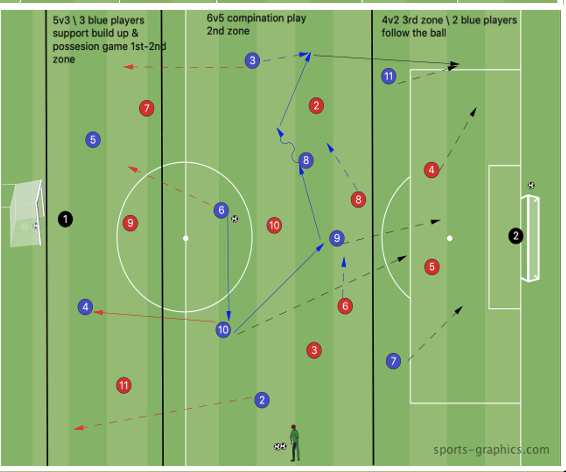 5v3 \ 3 blue players
support build up &
possesion game 1st-2nd
zone
6v5 compination play
2nd zone
4v2 3rd zone \ 2 blue players
follow the ball
3
11
7
2
5
8
4
8
6
1
9
10
9
2
5
4
6
10
3
7
11
2
sports-graphics.com